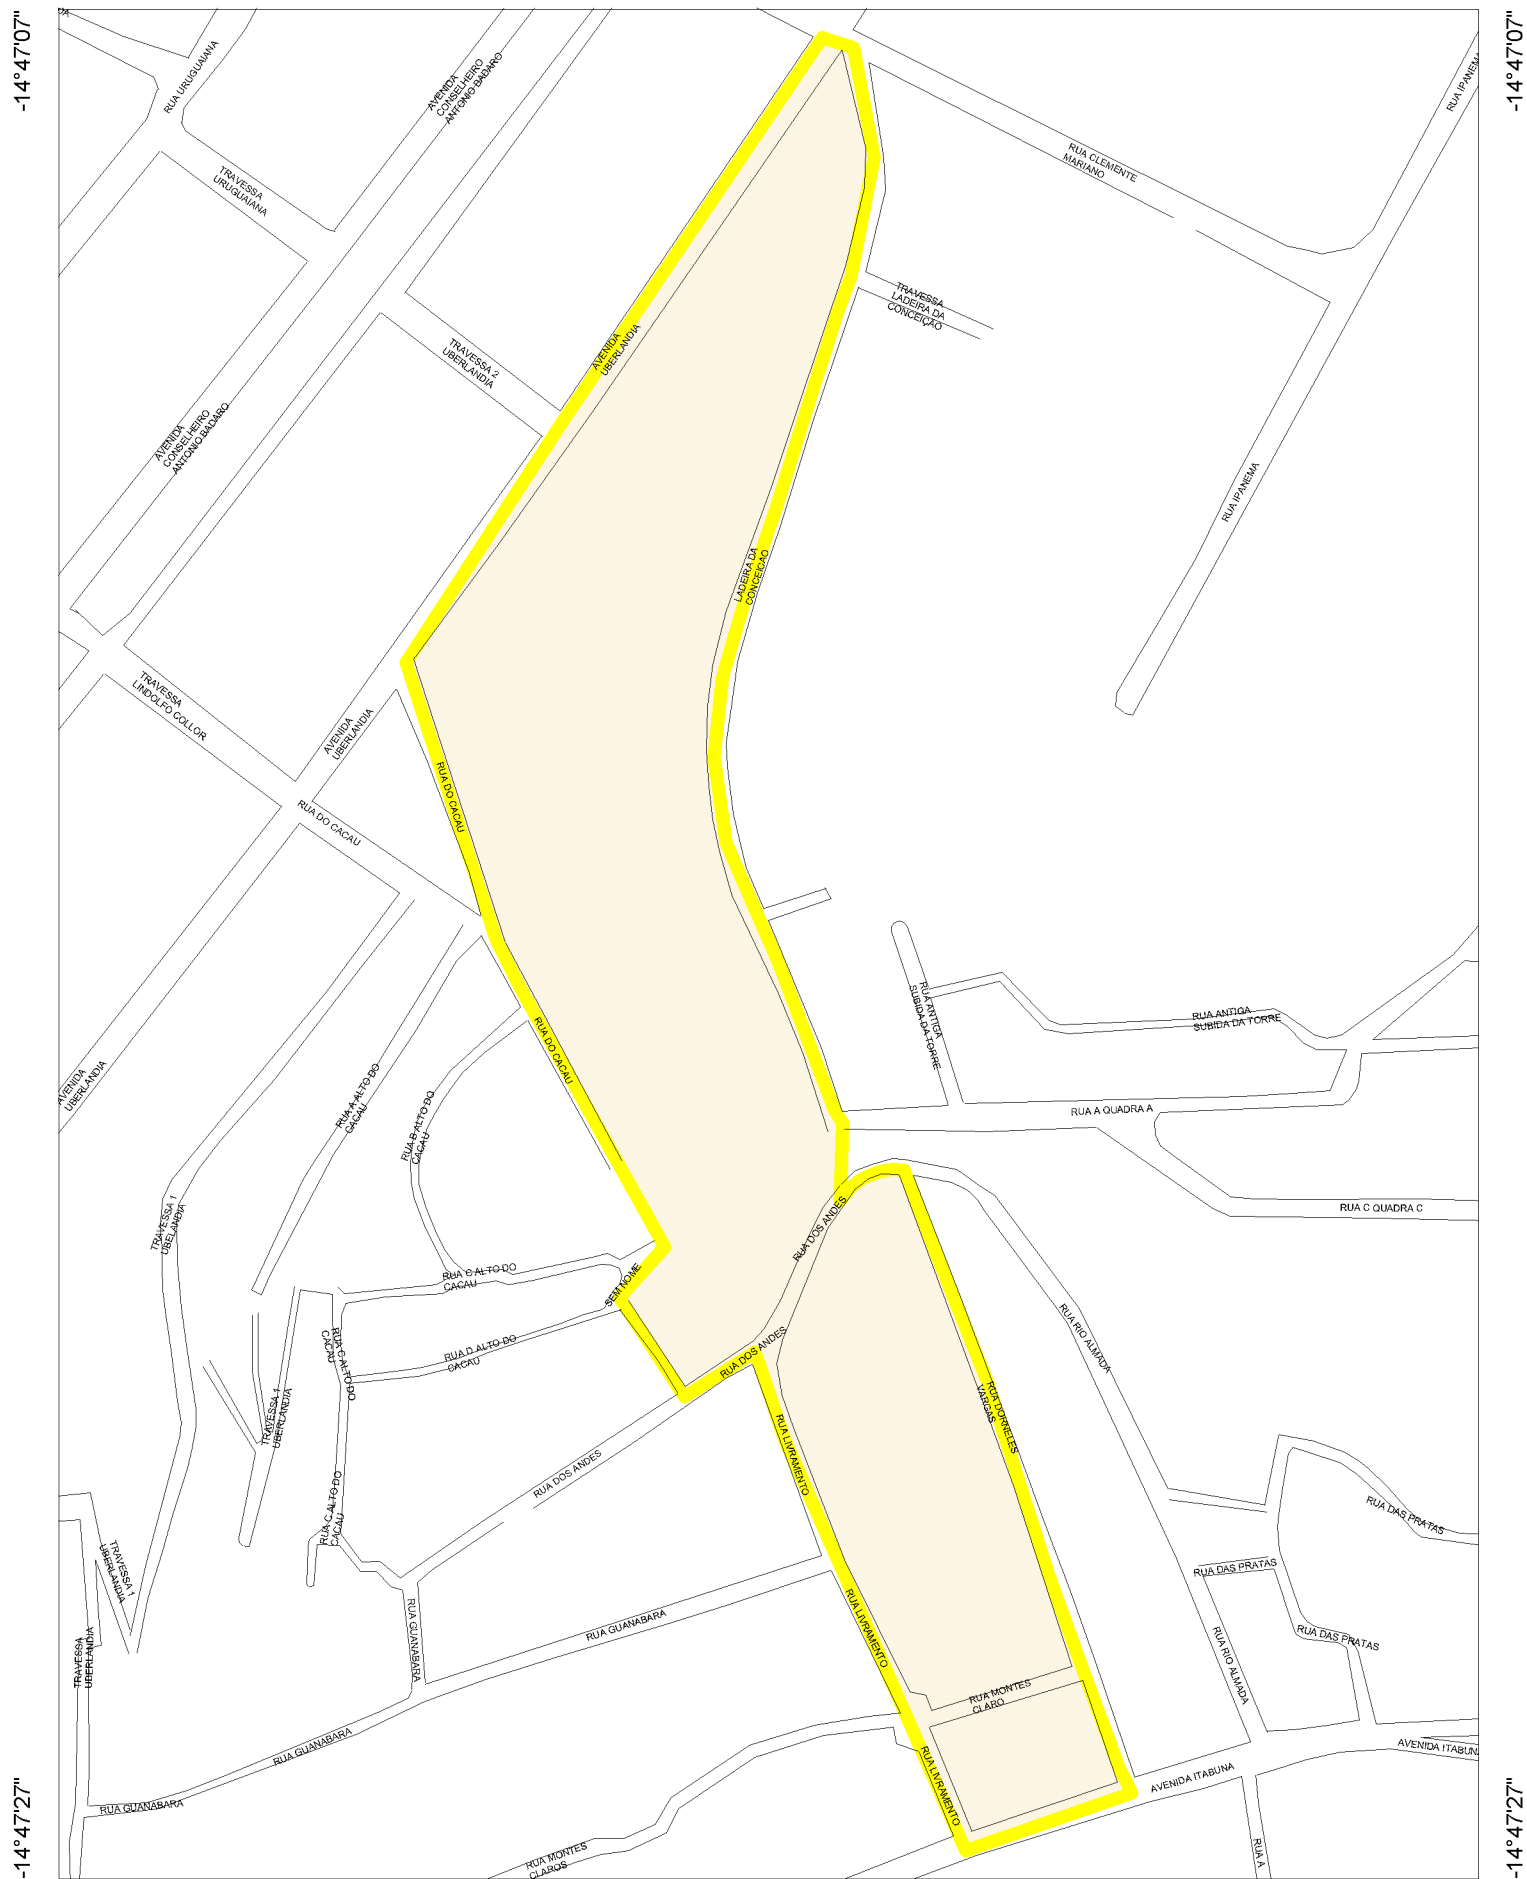 -14°47'07"
-14°47'07"
RUA URUGUAIANA
AVENIDA
CONSELHEIRO
ANTONIO BADARO
RUA IPANEMA
RUA CLEMENTE
MARIANO
TRAVESSA
URUGUAIANA
TRAVESSA
LADEIRA DA
CONCEIÇÃO
AVENIDA
UBERLANDIA
TRAVESSA 2
UBERLANDIA
AVENIDA
CONSELHEIRO
ANTONIO BADARO
RUA IPANEMA
LADEIRA DA
CONCEICAO
TRAVESSA
LINDOLFO COLLOR
AVENIDA
UBERLANDIA
RUA DO CACAU
RUA DO CACAU
RUA ANTIGA
SUBIDA DA TORRE
RUA ANTIGA
SUBIDA DA TORRE
RUA DO CACAU
AVENIDA
UBERLANDIA
RUA A ALTO DO
CACAU
RUA B ALTO DO
CACAU
RUA A QUADRA A
TRAVESSA 1
UBELANDIA
RUA DOS ANDES
RUA C QUADRA C
RUA C ALTO DO
CACAU
SEM NOME
RUA RIO ALMADA
RUA C ALTO DO
CACAU
RUA D ALTO DO
CACAU
RUA DOS ANDES
TRAVESSA 1
UBERLANDIA
RUA DORNELES
VARGAS
RUA LIVRAMENTO
RUA DOS ANDES
RUA C ALTO DO
CACAU
RUA DAS PRATAS
TRAVESSA 1
UBERLANDIA
RUA DAS PRATAS
RUA GUANABARA
RUA GUANABARA
RUA LIVRAMENTO
RUA DAS PRATAS
TRAVESSA
UBERLANDIA
RUA RIO ALMADA
RUA MONTES
CLARO
RUA GUANABARA
AVENIDA ITABUNA
RUA LIVRAMENTO
AVENIDA ITABUNA
RUA GUANABARA
RUA MONTES
CLAROS
RUA A
-14°47'27"
-14°47'27"